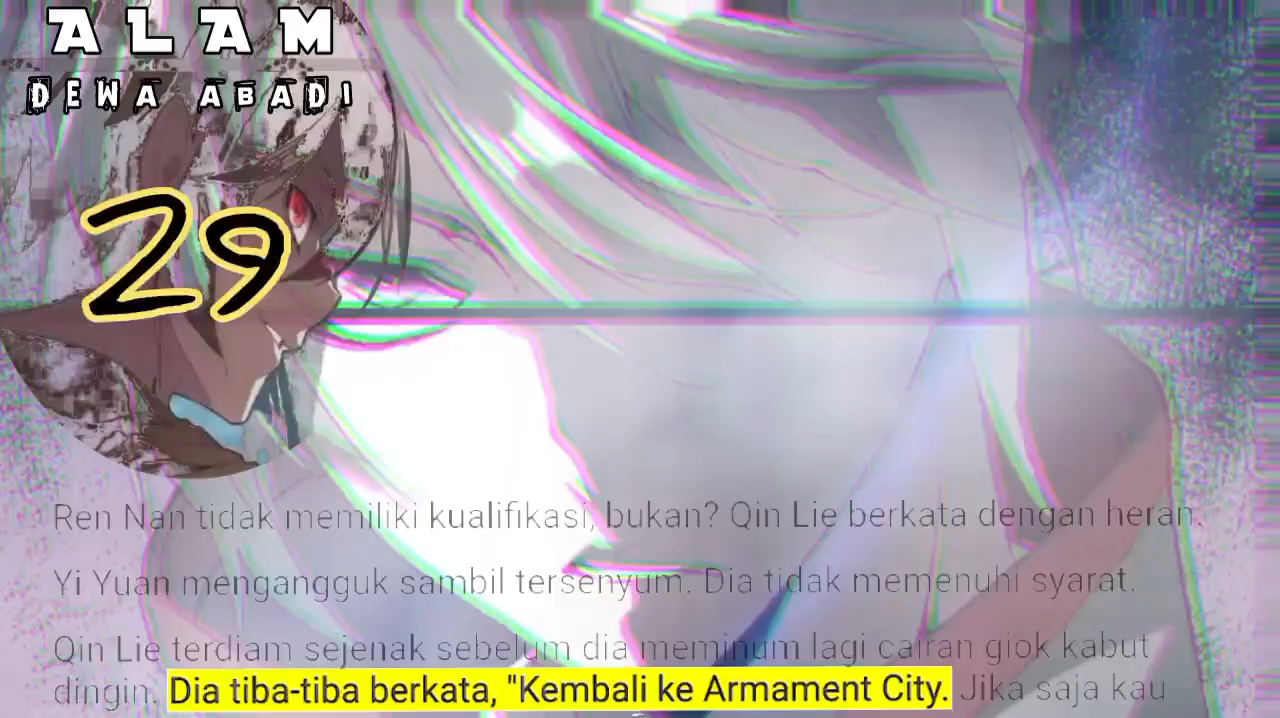 ALAM
DEWA ABADI
29
Ren Nan tidak memiliki kualifikasi, bukan? Qin Lie berkata dengan heran.
Yi Yuan mengangguk sambil tersenyum. Dia tidak memenuhi syarat.
Qin Lie terdiam sejenak sebelum dia meminum lagi cairan giok kabut
dingin. Dia tiba-tiba berkata, "Kembali ke Armament City. Jika saja kau